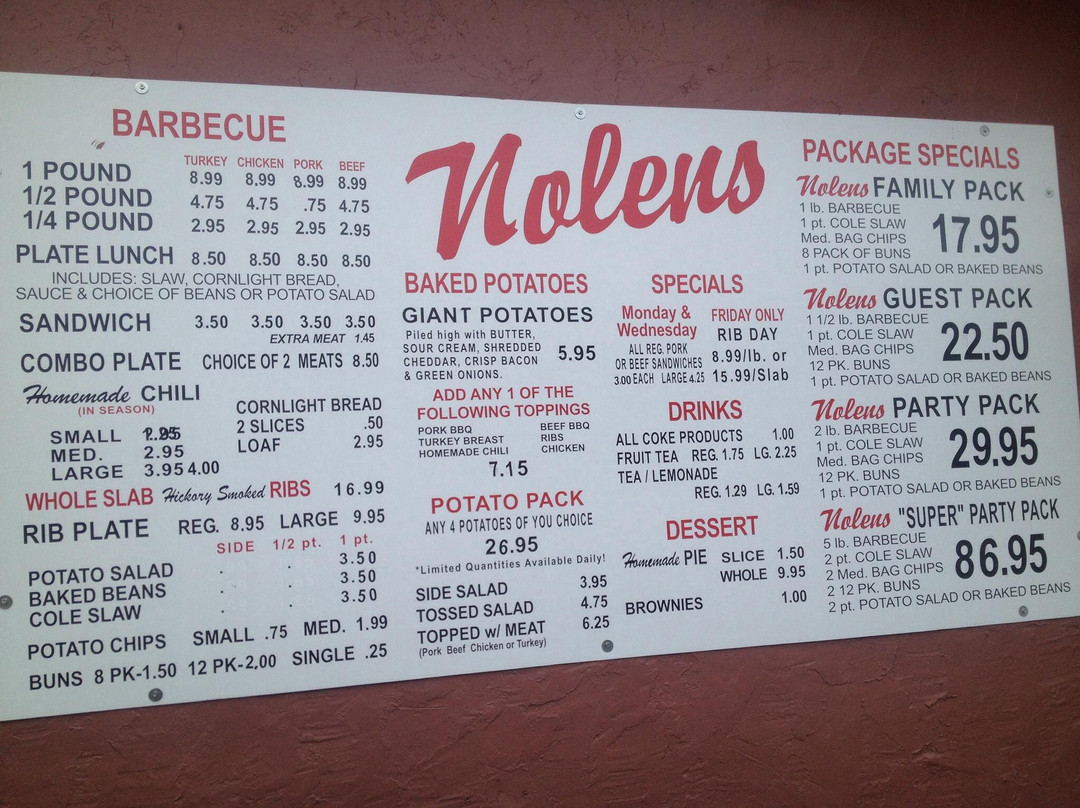 BARBECUE
TURKEY CHICKEN PORK BEEF
1 POUND 8.99 8.99 8.99 8.99
1/2 POUND 4.75 4.75 .75 4.75
1/4 POUND 2.95 2.95 2.95 2.95
PLATE LUNCH 8.50 8.50 8.50 8.50
INCLUDES: SLAW, CORNLIGHT BREAD,
SAUCE & CHOICE OF BEANS OR POTATO SALAD
SANDWICH 3.50 3.50 3.50 3.50
EXTRA MEAT 1.45
COMBO PLATE CHOICE OF 2 MEATS 8.50
Homemade CHILI
(IN SEASON)
SMALL
MED. 2.95
LARGE 3.95 4.00
CORNLIGHT BREAD
2 SLICES .50
LOAF 2.95
WHOLE SLAB Hickory Smoked RIBS 16.99
RIB PLATE REG. 8.95 LARGE 9.95
SIDE 1/2 pt. 1 pt.
POTATO SALAD . . 3.50
BAKED BEANS . . 3.50
COLE SLAW . . 3.50
POTATO CHIPS SMALL .75 MED. 1.99
BUNS 8 PK-1.50 12 PK-2,00 SINGLE .25
Nolens
BAKED POTATOES
GIANT POTATOES
Piled high with BUTTER,
SOUR CREAM, SHREDDED
CHEDDAR, CRISP BACON
& GREEN ONIONS.
5.95
ADD ANY 1 OF THE
FOLLOWING TOPPINGS
PORK BBQ BEEF BBQ
TURKEY BREAST RIBS
HOMEMADE CHILI CHICKEN
7.15
POTATO PACK
ANY 4 POTATOES OF YOU CHOICE
26.95
*Limited Quantities Available Daily!
SIDE SALAD 3.95
TOSSED SALAD 4.75
TOPPED w/ MEAT 6.25
(Pork Beef Chicken or Turkey)
SPECIALS
Monday &
Wednesday
ALL REG. PORK
OR BEEF SANDWICHES
3.00 EACH LARGE 4.25
FRIDAY ONLY
RIB DAY
8.99/lb. or
15.99/Slab
DRINKS
ALL COKE PRODUCTS 1.00
FRUIT TEA REG. 1.75 LG. 2.25
TEA / LEMONADE
REG. 1.29 LG. 1.59
DESSERT
Homemade PIE SLICE 1.50
WHOLE 9.95
BROWNIES 1.00
PACKAGE SPECIALS
Nolens FAMILY PACK
1 lb. BARBECUE
1 pt. COLE SLAW
Med. BAG CHIPS
8 PACK OF BUNS
1 pt. POTATO SALAD OR BAKED BEANS
17.95
Nolens GUEST PACK
1 1/2 lb. BARBECUE
1 pt. COLE SLAW
Med. BAG CHIPS
12 PK. BUNS
1 pt. POTATO SALAD OR BAKED BEANS
22.50
Nolens PARTY PACK
2 lb. BARBECUE
1 pt. COLE SLAW
Med. BAG CHIPS
12 PK. BUNS
1 pt. POTATO SALAD OR BAKED BEANS
29.95
Nolens "SUPER" PARTY PACK
5 lb. BARBECUE
2 pt. COLE SLAW
2 Med. BAG CHIPS
2 12 PK. BUNS
2 pt. POTATO SALAD OR BAKED BEANS
86.95